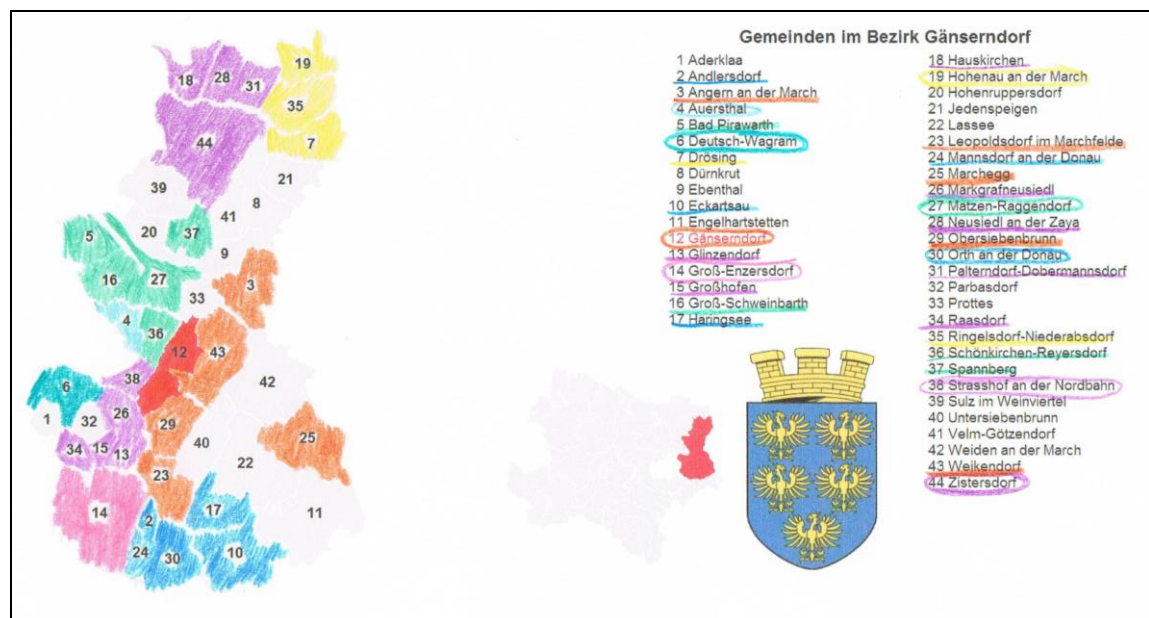 Gemeinden im Bezirk Gänserndorf
1 Aderklaa
2 Andlersdorf
3 Angern an der March
4 Auersthal
5 Bad Pirawarth
6 Deutsch-Wagram
7 Drösing
8 Dürnkrut
9 Ebenthal
10 Eckartsau
11 Engelhartstetten
12 Gänserndorf
13 Glinzendorf
14 Groß-Enzersdorf
15 Großhofen
16 Groß-Schweinbarth
17 Haringsee
18 Hauskirchen
19 Hohenau an der March
20 Hohenruppersdorf
21 Jedenspeigen
22 Lassee
23 Leopoldsdorf im Marchfelde
24 Mannsdorf an der Donau
25 Marchegg
26 Markgrafneusiedl
27 Matzen-Raggendorf
28 Neusiedl an der Zaya
29 Obersiebenbrunn
30 Orth an der Donau
31 Palterndorf-Dobermannsdorf
32 Parbasdorf
33 Prottes
34 Raasdorf
35 Ringelsdorf-Niederabsdorf
36 Schönkirchen-Reyersdorf
37 Spannberg
38 Strasshof an der Nordbahn
39 Sulz im Weinviertel
40 Untersiebenbrunn
41 Velm-Götzendorf
42 Weiden an der March
43 Weikendorf
44 Zistersdorf
19
18
28
31
35
7
44
21
39
8
41
20
37
5
9
27
16
3
33
4
36
12
43
38
42
6
26
1
32
29
25
40
34
15
13
22
23
14
17
11
2
24
30
10